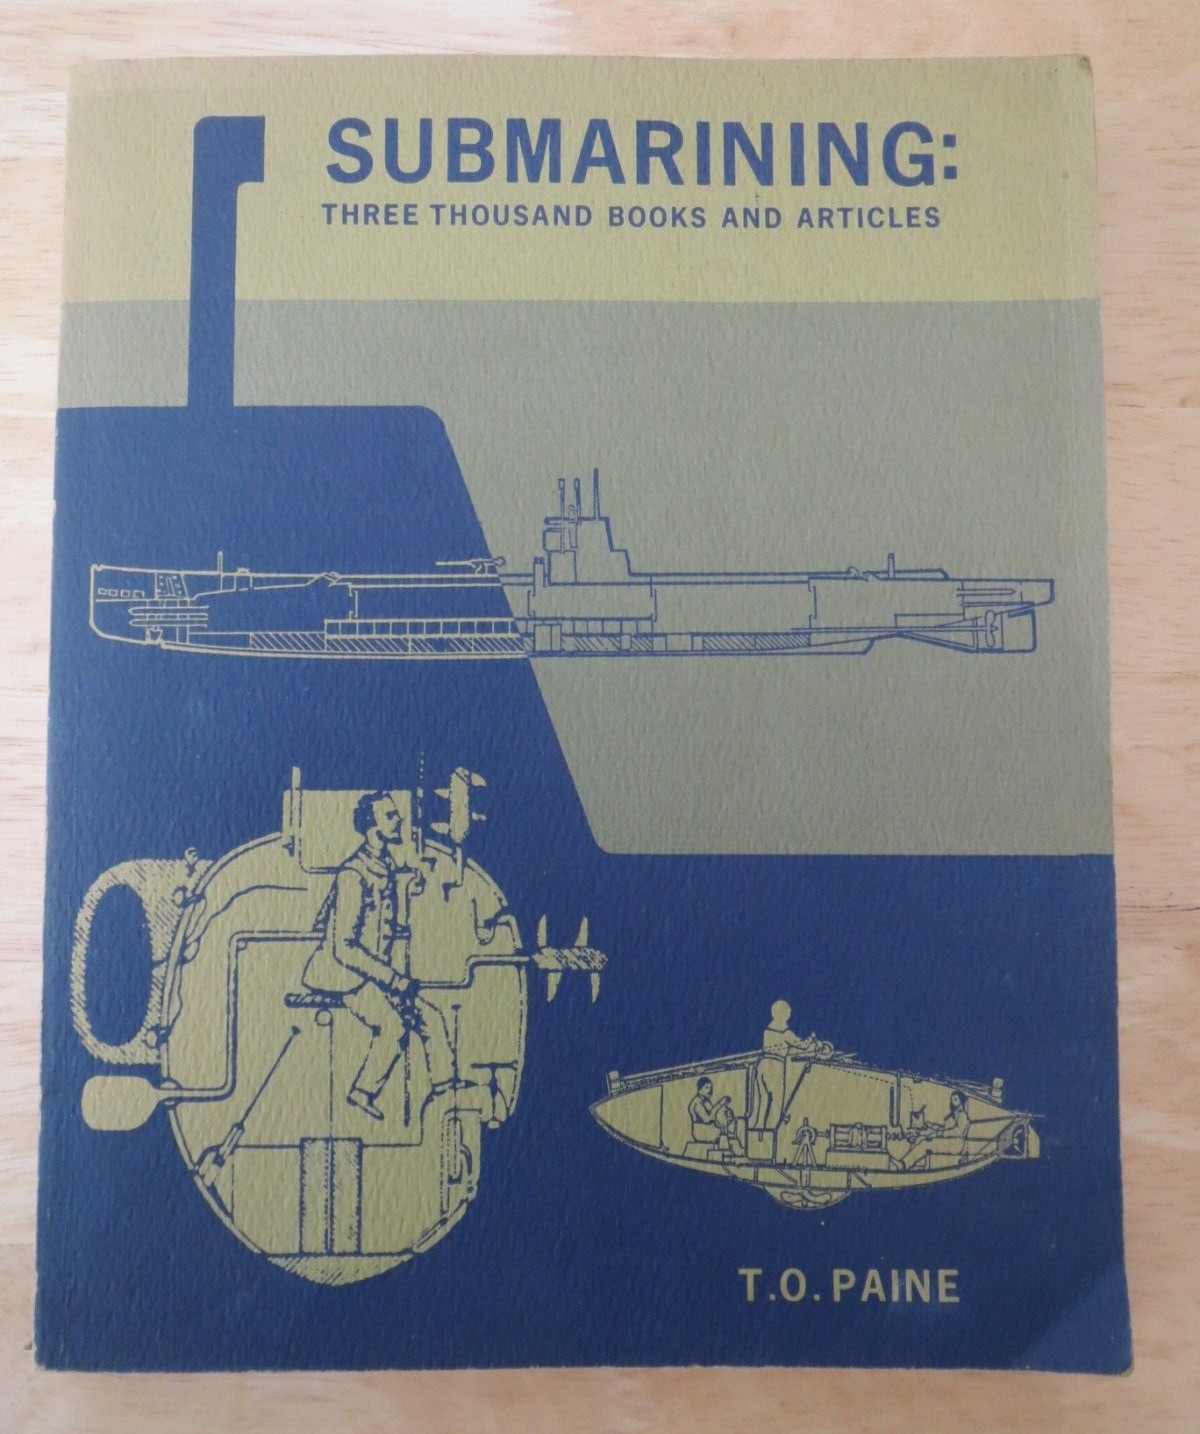 SUBMARINING:
THREE THOUSAND BOOKS AND ARTICLES
T.O. PAINE